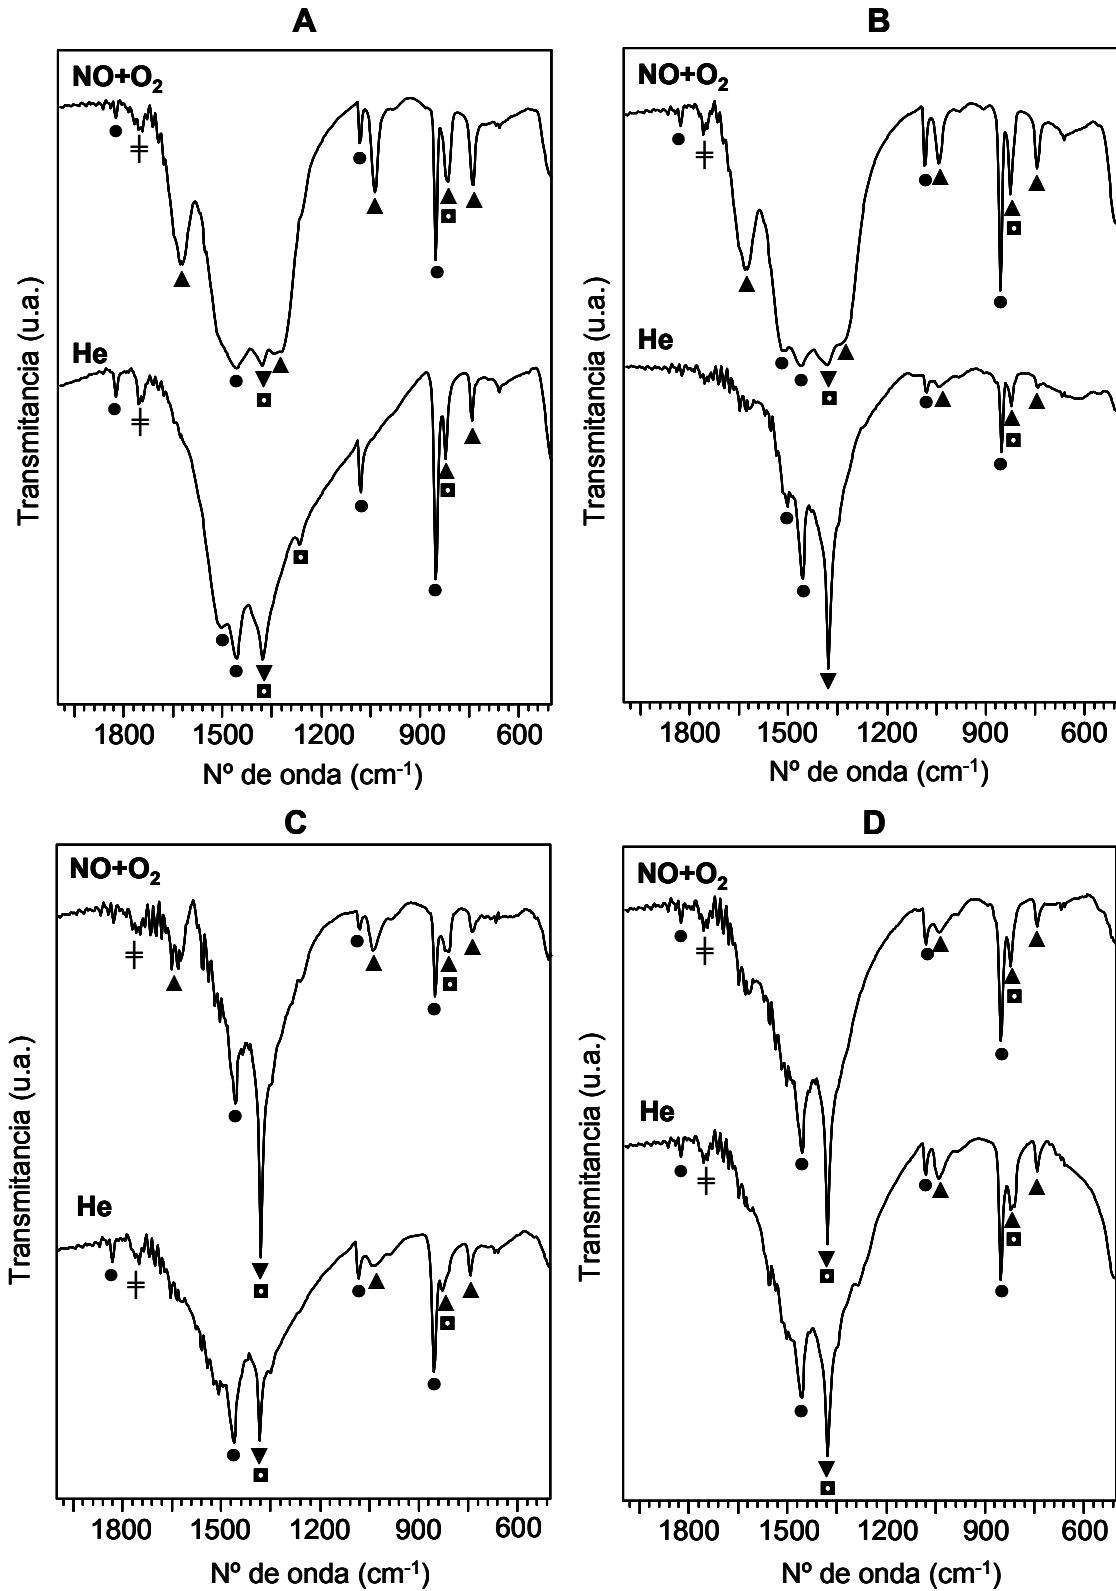 A
NO+O₂
He
Transmitancia (u.a.)
1800 1500 1200 900 600
Nº de onda (cm⁻¹)
B
NO+O₂
He
Transmitancia (u.a.)
1800 1500 1200 900 600
Nº de onda (cm⁻¹)
C
NO+O₂
He
Transmitancia (u.a.)
1800 1500 1200 900 600
Nº de onda (cm⁻¹)
D
NO+O₂
He
Transmitancia (u.a.)
1800 1500 1200 900 600
Nº de onda (cm⁻¹)